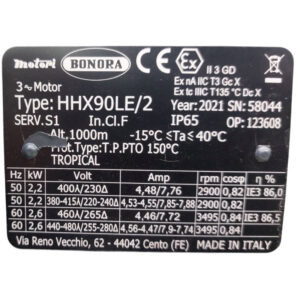 motori BONORA CE Ex II 3 GD
Ex nA IIC T3 Gc X
3~Motor Ex tc IIIC T135 °C Dc X
Type: HHX90LE/2 Year: 2021 SN: 58044
SERV.S1 In.Cl.F IP65 OP: 123608
Alt.1000m -15°C ≤Ta≤ 40°C
Prot.Type:T.P.PTO 150°C
TROPICAL
Hz kW V A RPM cosφ η %
50 2,2 400⅄/230Δ 4,48/7,76 2900 0,82 IE3 86,0
50 2,2 380-415⅄/220-240Δ 4,53-4,55/7,85-7,88 2900 0,82
60 2,6 460⅄/265Δ 4,46/7,72 3495 0,84 IE3 86,5
60 2,6 440-480⅄/255-280Δ 4,56-4,47/7,9-7,74 3495 0,84
Via Reno Vecchio, 62 - 44042 Cento (FE) MADE IN ITALY